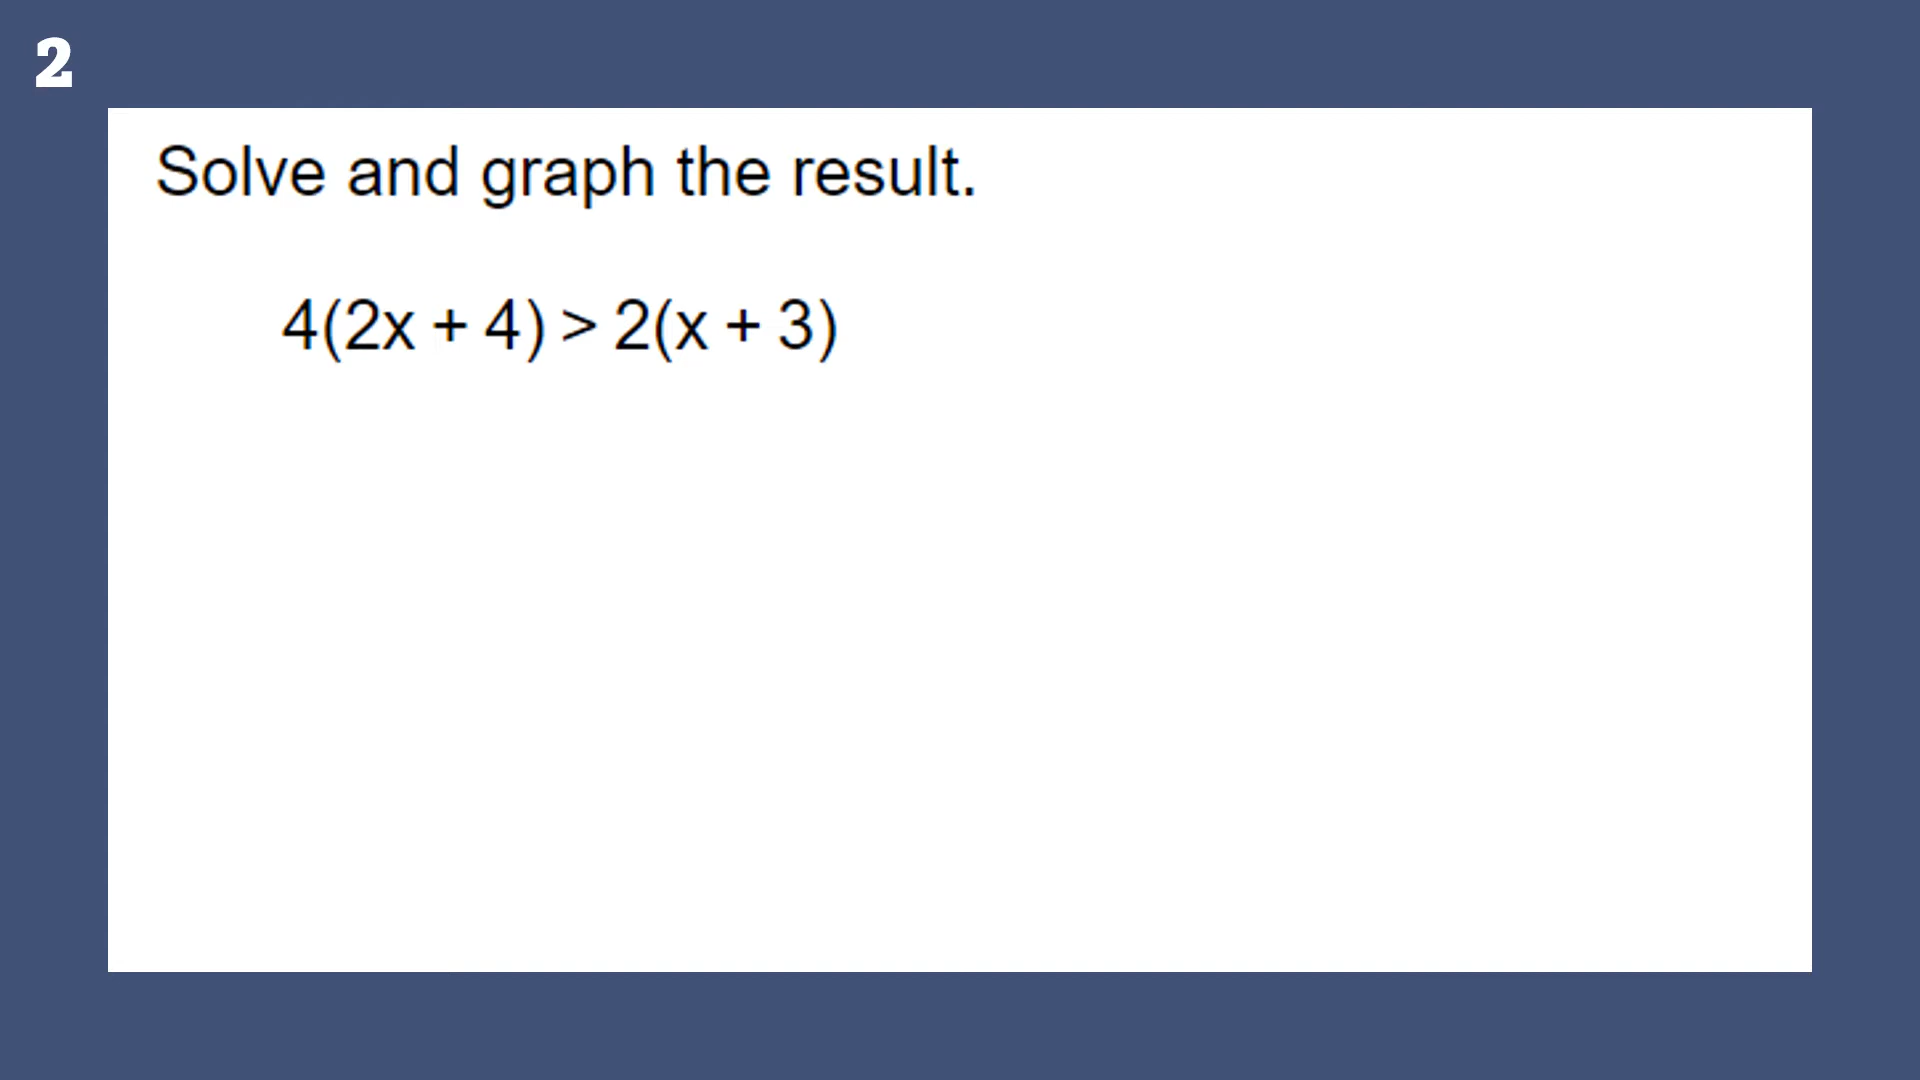 2
Solve and graph the result.
4(2x + 4) > 2(x + 3)